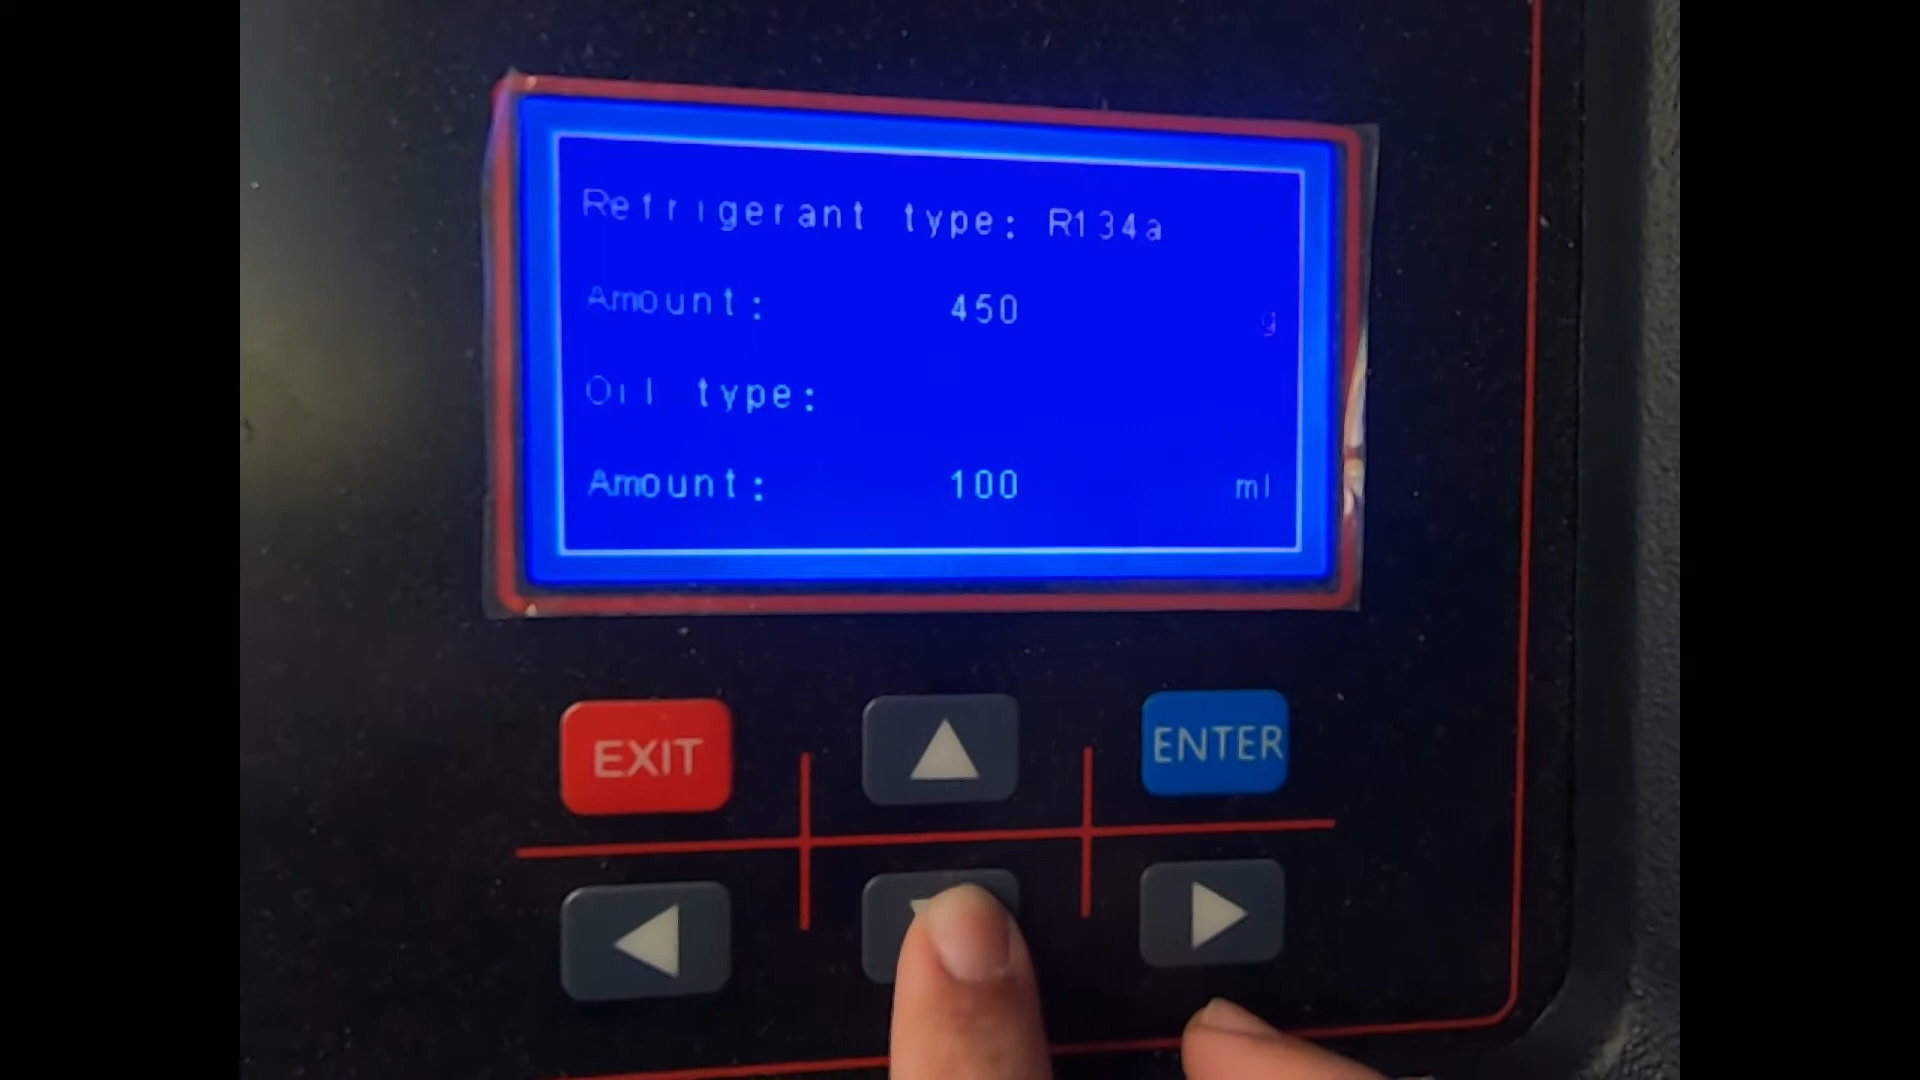 Refrigerant type: R134a
Amount: 450 g
Oil type:
Amount: 100 ml
EXIT
ENTER